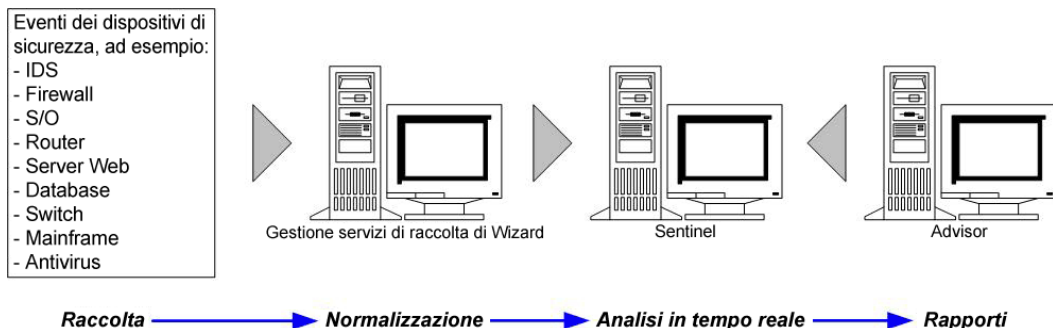 Eventi dei dispositivi di
sicurezza, ad esempio:
- IDS
- Firewall
- S/O
- Router
- Server Web
- Database
- Switch
- Mainframe
- Antivirus
Gestione servizi di raccolta di Wizard
Sentinel
Advisor
Raccolta
Normalizzazione
Analisi in tempo reale
Rapporti